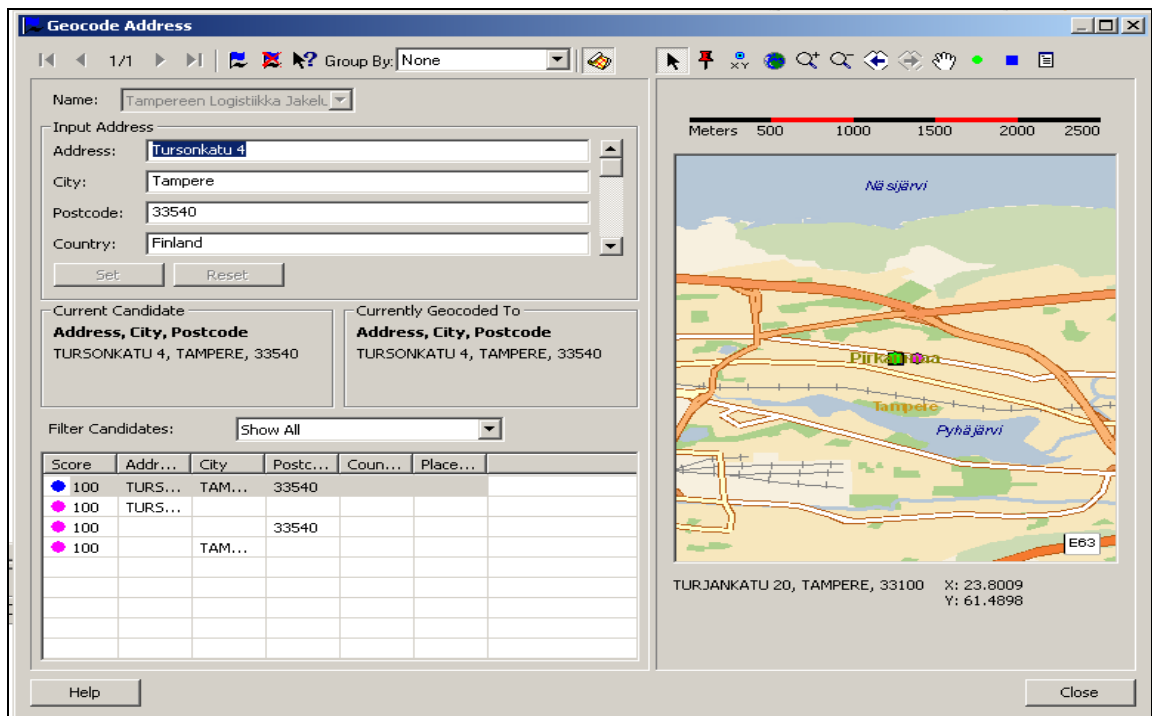 Geocode Address
1/1 Group By: None
Name: Tampereen Logistiikka Jakelu
Input Address
Address: Tursonkatu 4
City: Tampere
Postcode: 33540
Country: Finland
Set Reset
Current Candidate
Address, City, Postcode
TURSONKATU 4, TAMPERE, 33540
Currently Geocoded To
Address, City, Postcode
TURSONKATU 4, TAMPERE, 33540
Filter Candidates: Show All
Score Addr... City Postc... Coun... Place...
100 TURS... TAM... 33540
100 TURS...
100 33540
100 TAM...
Help
XY
Meters 500 1000 1500 2000 2500
Näsijärvi
Tampere
Pyhäjärvi
E63
TURJANKATU 20, TAMPERE, 33100 X: 23.8009
Y: 61.4898
Close